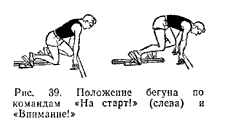 Рис. 39. Положение бегуна по
командам «На старт!» (слева) и
«Внимание!»